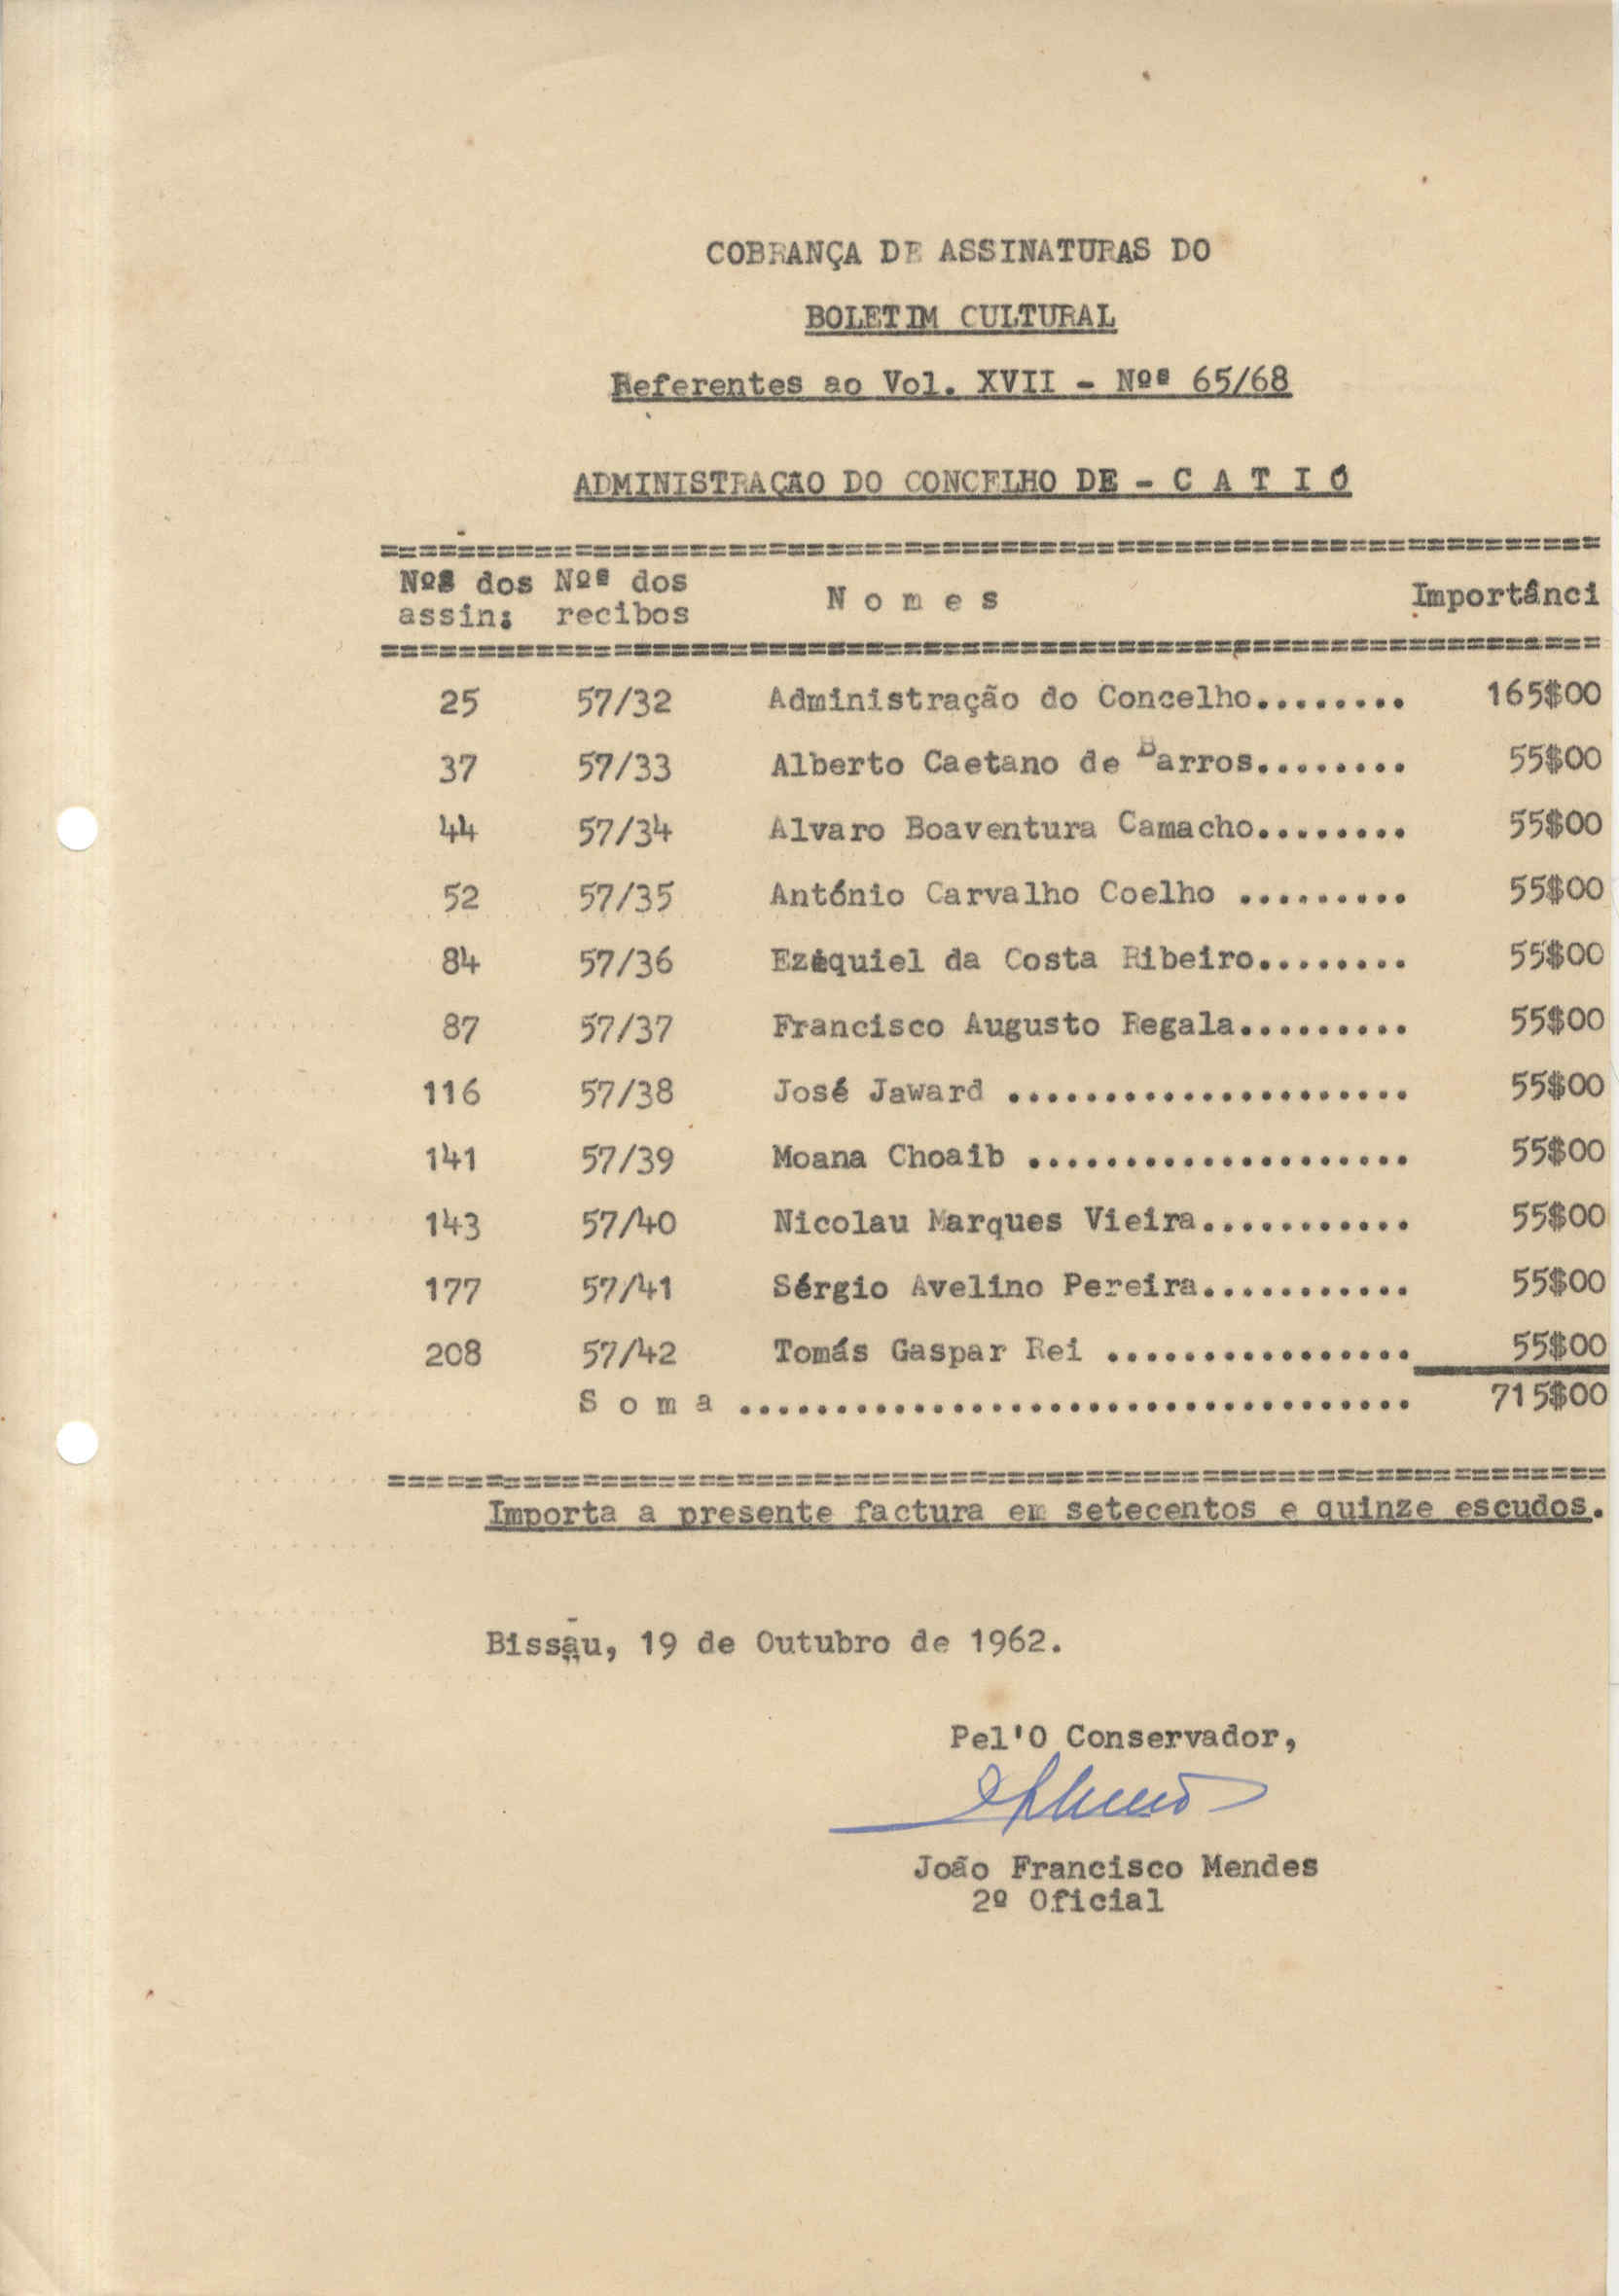 COBRANÇA DE ASSINATURAS DO
BOLETIM CULTURAL
Referentes ao Vol. XVII - Nºs 65/68
ADMINISTRAÇÃO DO CONCELHO DE - C A T I Ó
================================================================
Nºs dos Nºs dos N o m e s Importânci
assin: recibos
================================================================
25 57/32 Administração do Concelho........ 165$00
37 57/33 Alberto Caetano de Barros........ 55$00
44 57/34 Alvaro Boaventura Camacho........ 55$00
52 57/35 António Carvalho Coelho ......... 55$00
84 57/36 Ezequiel da Costa Ribeiro........ 55$00
87 57/37 Francisco Augusto Regala......... 55$00
116 57/38 José Jaward ..................... 55$00
141 57/39 Moana Choaib .................... 55$00
143 57/40 Nicolau Marques Vieira........... 55$00
177 57/41 Sérgio Avelino Pereira........... 55$00
208 57/42 Tomás Gaspar Rei ................ 55$00
S o m a ................................... 715$00
================================================================
Importa a presente factura em setecentos e quinze escudos.
Bissau, 19 de Outubro de 1962.
Pel'O Conservador,
João Francisco Mendes
2º Oficial